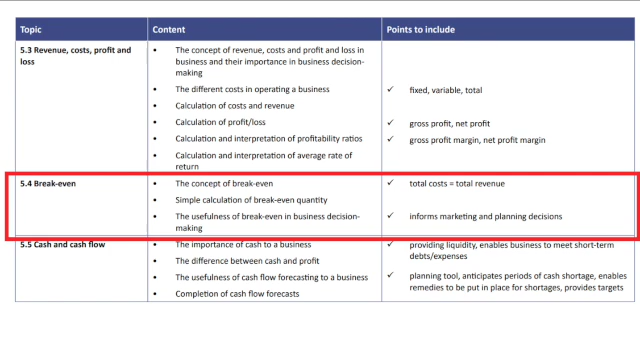 Topic Content Points to include
5.3 Revenue, costs, profit and
loss
• The concept of revenue, costs and profit and loss in
business and their importance in business decision-
making
• The different costs in operating a business ✓ fixed, variable, total
• Calculation of costs and revenue
• Calculation of profit/loss ✓ gross profit, net profit
• Calculation and interpretation of profitability ratios ✓ gross profit margin, net profit margin
• Calculation and interpretation of average rate of
return
5.4 Break-even • The concept of break-even ✓ total costs = total revenue
• Simple calculation of break-even quantity
• The usefulness of break-even in business decision-
making
✓ informs marketing and planning decisions
5.5 Cash and cash flow • The importance of cash to a business ✓ providing liquidity, enables business to meet short-term
debts/expenses
• The difference between cash and profit
• The usefulness of cash flow forecasting to a business ✓ planning tool, anticipates periods of cash shortage, enables
remedies to be put in place for shortages, provides targets
• Completion of cash flow forecasts